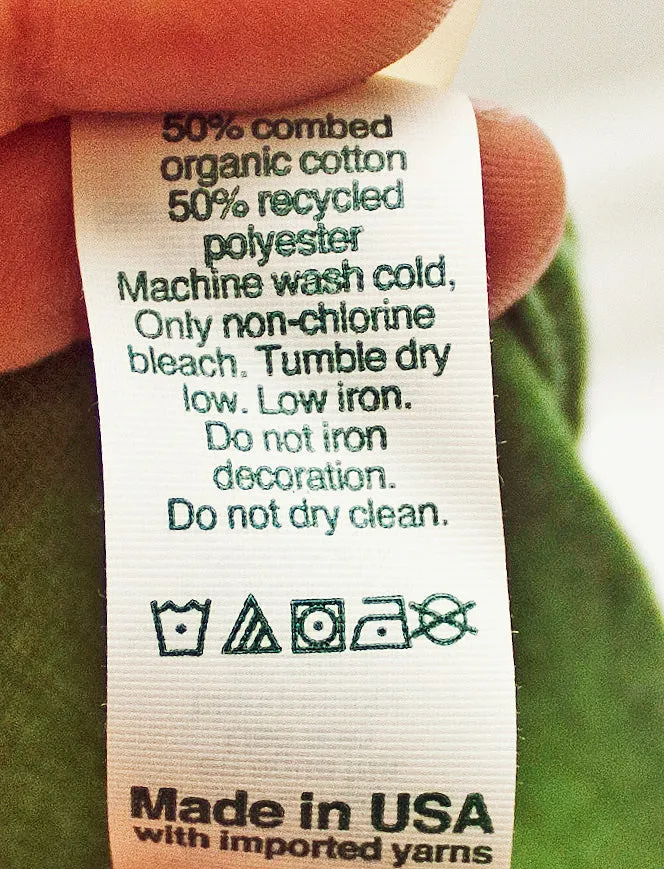 50% combed
organic cotton
50% recycled
polyester
Machine wash cold,
Only non-chlorine
bleach. Tumble dry
low. Low iron.
Do not iron
decoration.
Do not dry clean.
Made in USA
with imported yarns